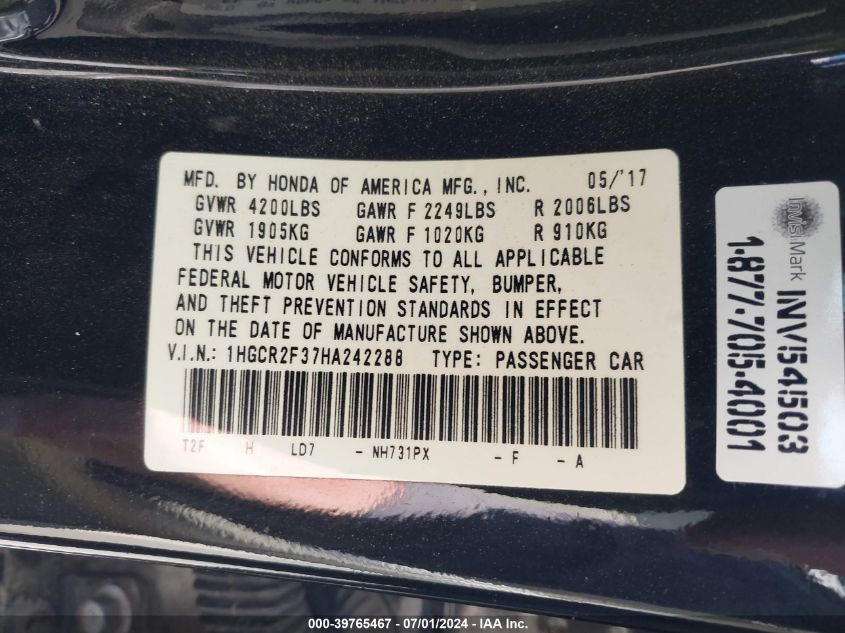 MFD. BY HONDA OF AMERICA MFG., INC. 05/'17
GVWR 4200LBS GAWR F 2249LBS R 2006LBS
GVWR 1905KG GAWR F 1020KG R 910KG
THIS VEHICLE CONFORMS TO ALL APPLICABLE
FEDERAL MOTOR VEHICLE SAFETY, BUMPER,
AND THEFT PREVENTION STANDARDS IN EFFECT
ON THE DATE OF MANUFACTURE SHOWN ABOVE.
V.I.N.: 1HGCR2F37HA242288 TYPE: PASSENGER CAR
T2F H LD7 - NH731PX - F - A
InMS Mark
INV54503
1-877-705-4001
000-39765467 - 07/01/2024 - IAA Inc.